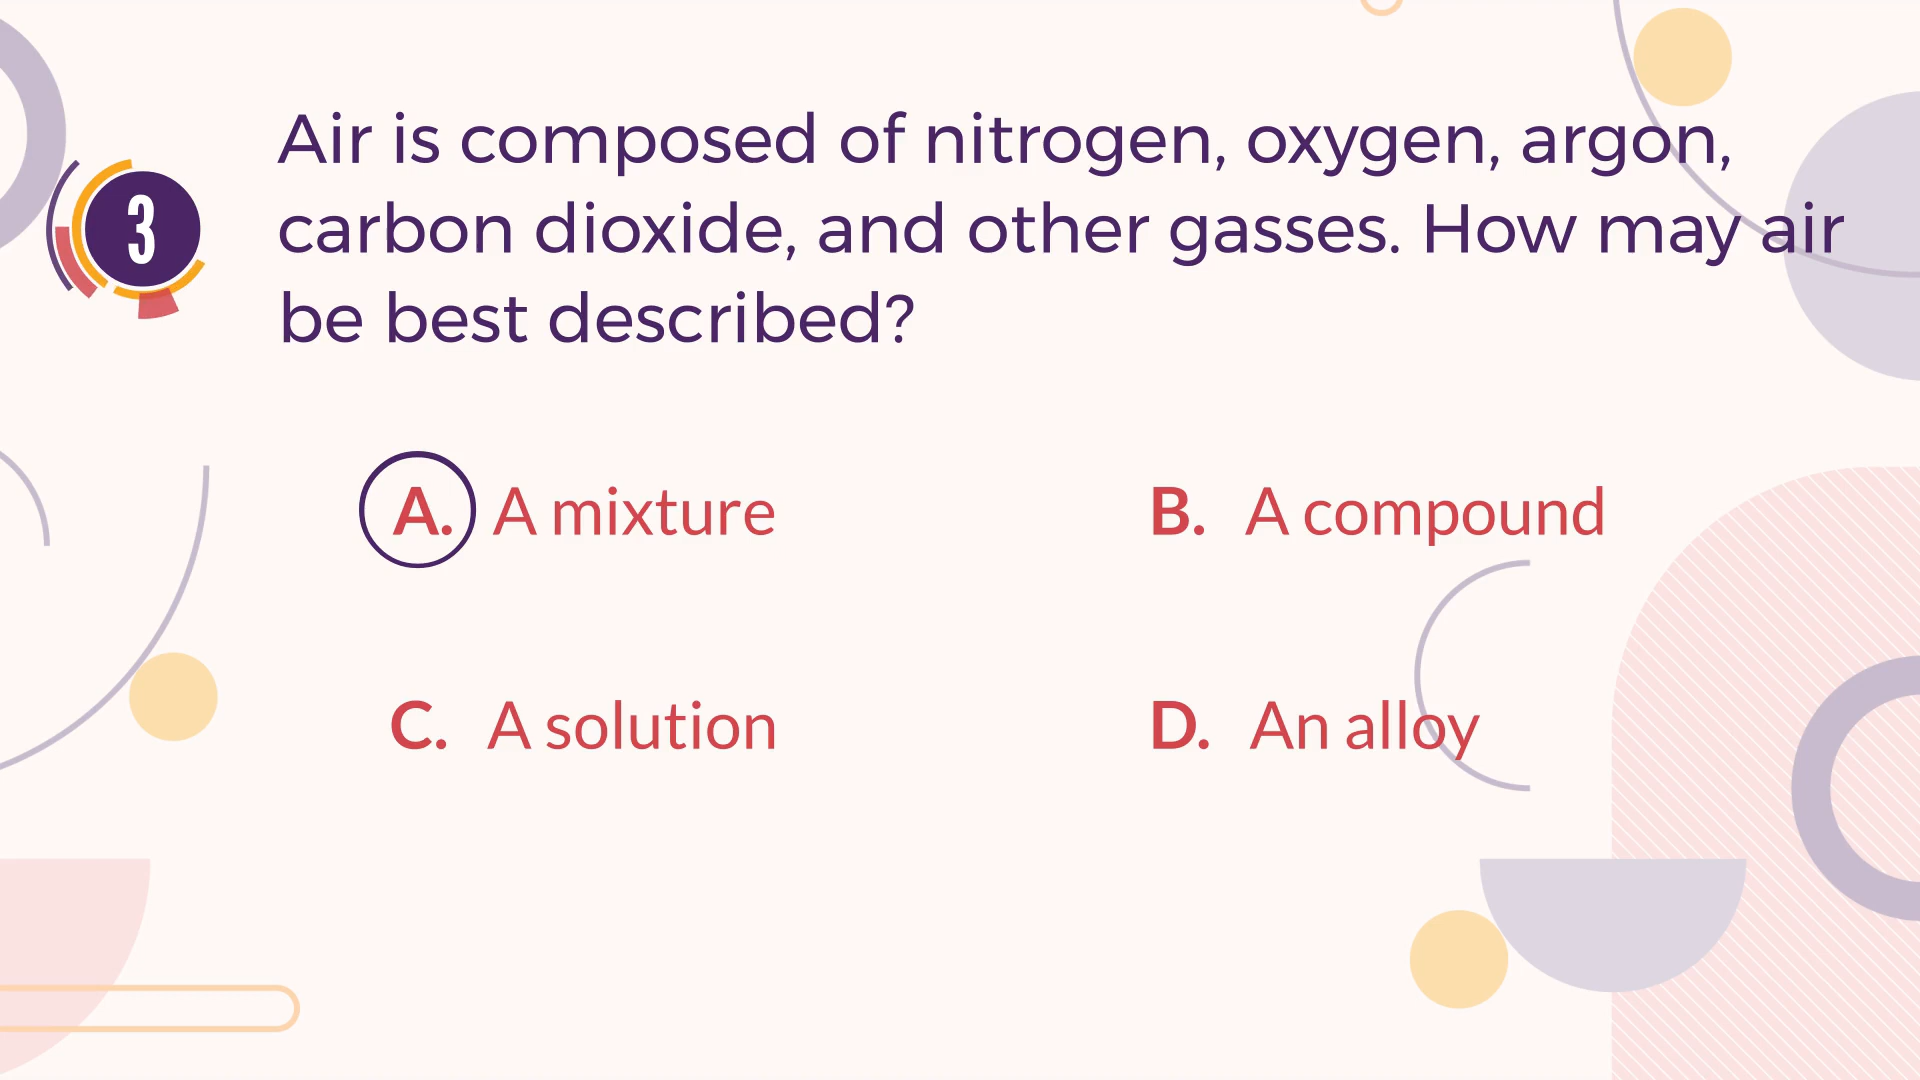 3
Air is composed of nitrogen, oxygen, argon,
carbon dioxide, and other gasses. How may air
be best described?
A. A mixture
B. A compound
C. A solution
D. An alloy